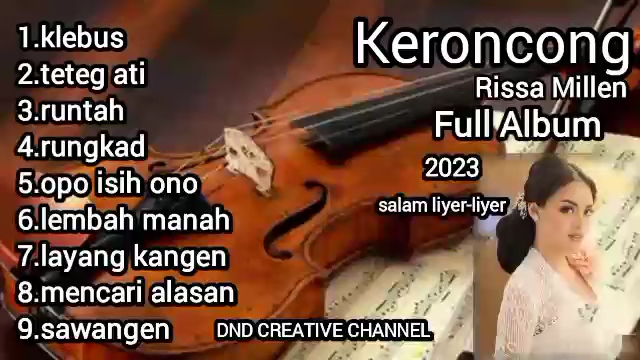 1.klebus
2.teteg ati
3.runtah
4.rungkad
5.opo isih ono
6.lembah manah
7.layang kangen
8.mencari alasan
9.sawangen
Keroncong
Rissa Millen
Full Album
2023
salam liyer-liyer
DND CREATIVE CHANNEL